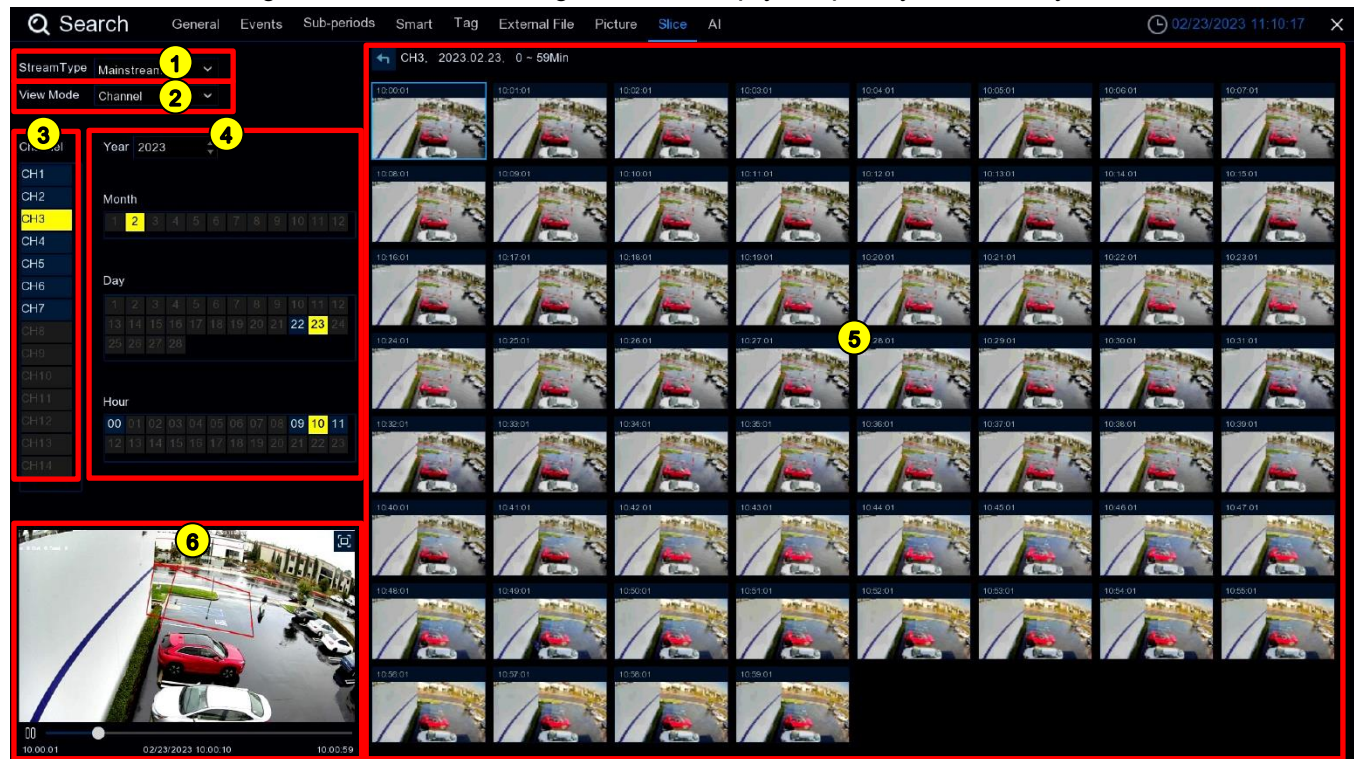 Search General Events Sub-periods Smart Tag External File Picture Slice AI 02/23/2023 11:10:17
StreamType Mainstream 1
View Mode Channel 2
CH3, 2023.02.23, 0 ~ 59Min
3 4
Year 2023
CH1
CH2
CH3
CH4
CH5
CH6
CH7
CH8
CH9
CH10
CH11
CH12
CH13
CH14
Month
1 2 3 4 5 6 7 8 9 10 11 12
Day
1 2 3 4 5 6 7 8 9 10 11 12
13 14 15 16 17 18 19 20 21 22 23 24
25 26 27 28
Hour
00 01 02 03 04 05 06 07 08 09 10 11
12 13 14 15 16 17 18 19 20 21 22 23
10:00:01 10:01:01 10:02:01 10:03:01 10:04:01 10:05:01 10:06:01 10:07:01
10:08:01 10:09:01 10:10:01 10:11:01 10:12:01 10:13:01 10:14:01 10:15:01
10:16:01 10:17:01 10:18:01 10:19:01 10:20:01 10:21:01 10:22:01 10:23:01
5
10:24:01 10:25:01 10:26:01 10:27:01 :28:01 10:29:01 10:30:01 10:31:01
10:32:01 10:33:01 10:34:01 10:35:01 10:36:01 10:37:01 10:38:01 10:39:01
10:40:01 10:41:01 10:42:01 10:43:01 10:44:01 10:45:01 10:46:01 10:47:01
10:48:01 10:49:01 10:50:01 10:51:01 10:52:01 10:53:01 10:54:01 10:55:01
10:56:01 10:57:01 10:58:01 10:59:01
6
10:00:01 02/23/2023 10:00:10 10:00:59